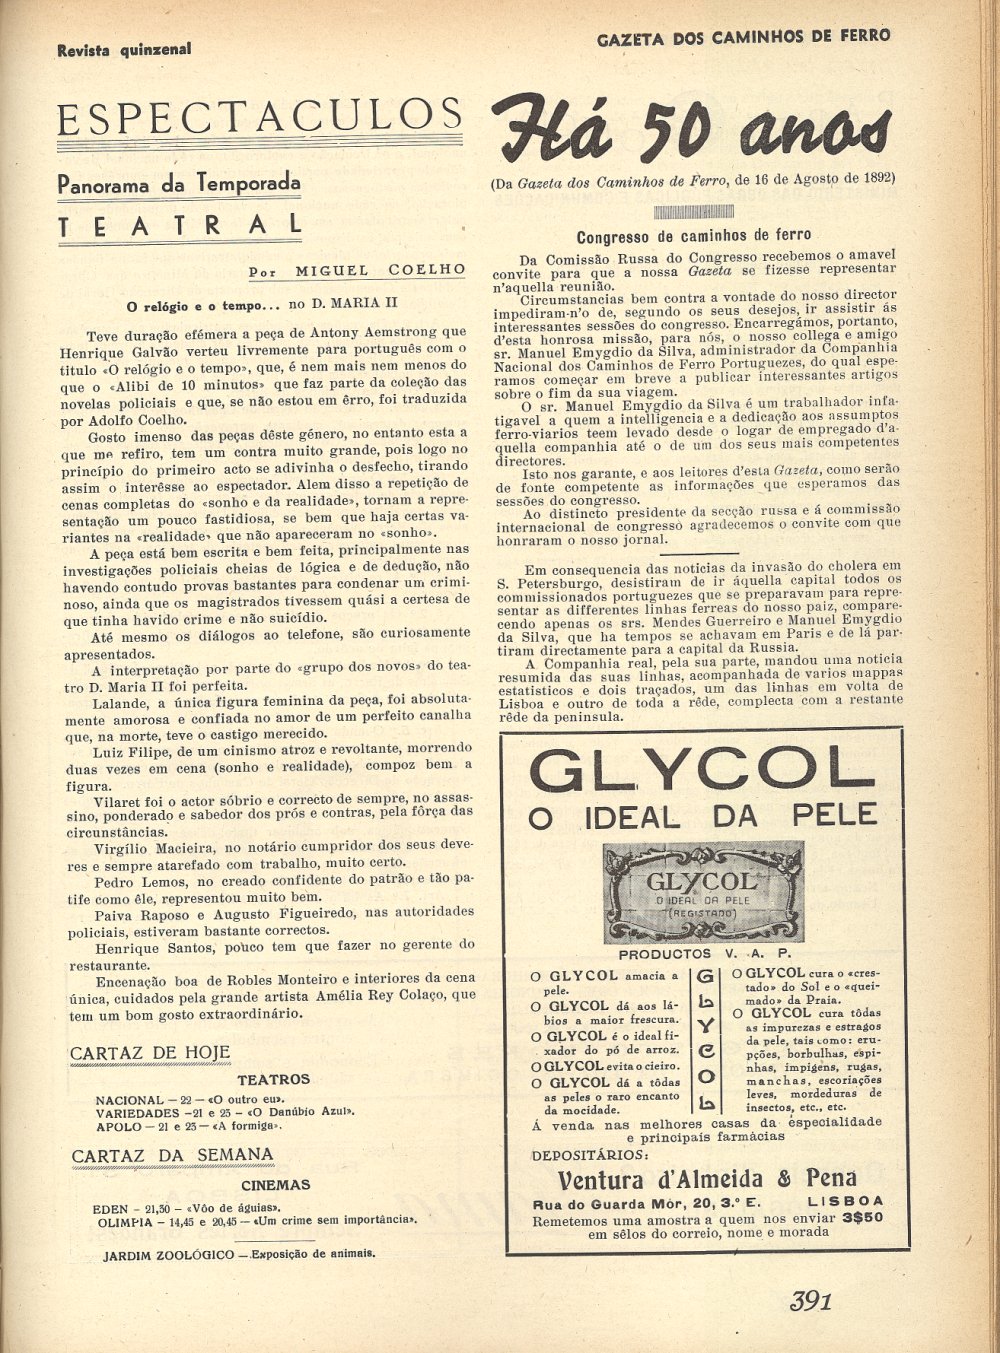 Revista quinzenal
GAZETA DOS CAMINHOS DE FERRO
ESPECTACULOS
Panorama da Temporada
TEATRAL
Por MIGUEL COELHO
O relógio e o tempo... no D. MARIA II
Teve duração efémera a peça de Antony Aemstrong que
Henrique Galvão verteu livremente para português com o
titulo «O relógio e o tempo», que, é nem mais nem menos do
que o «Alibi de 10 minutos» que faz parte da coleção das
novelas policiais e que, se não estou em êrro, foi traduzida
por Adolfo Coelho.
Gosto imenso das peças dêste género, no entanto esta a
que me refiro, tem um contra muito grande, pois logo no
princípio do primeiro acto se adivinha o desfecho, tirando
assim o interêsse ao espectador. Alem disso a repetição de
cenas completas do «sonho e da realidade», tornam a repre-
sentação um pouco fastidiosa, se bem que haja certas va-
riantes na «realidade» que não apareceram no «sonho».
A peça está bem escrita e bem feita, principalmente nas
investigações policiais cheias de lógica e de dedução, não
havendo contudo provas bastantes para condenar um crimi-
noso, ainda que os magistrados tivessem quási a certesa de
que tinha havido crime e não suicídio.
Até mesmo os diálogos ao telefone, são curiosamente
apresentados.
A interpretação por parte do «grupo dos novos» do tea-
tro D. Maria II foi perfeita.
Lalande, a única figura feminina da peça, foi absoluta-
mente amorosa e confiada no amor de um perfeito canalha
que, na morte, teve o castigo merecido.
Luiz Filipe, de um cinismo atroz e revoltante, morrendo
duas vezes em cena (sonho e realidade), compoz bem a
figura.
Vilaret foi o actor sóbrio e correcto de sempre, no assas-
sino, ponderado e sabedor dos prós e contras, pela fôrça das
circunstâncias.
Virgílio Macieira, no notário cumpridor dos seus deve-
res e sempre atarefado com trabalho, muito certo.
Pedro Lemos, no creado confidente do patrão e tão pa-
tife como êle, representou muito bem.
Paiva Raposo e Augusto Figueiredo, nas autoridades
policiais, estiveram bastante correctos.
Henrique Santos, pouco tem que fazer no gerente do
restaurante.
Encenação boa de Robles Monteiro e interiores da cena
única, cuidados pela grande artista Amélia Rey Colaço, que
tem um bom gosto extraordinário.
CARTAZ DE HOJE
TEATROS
NACIONAL — 22 — «O outro eu».
VARIEDADES -21 e 23 — «O Danúbio Azul».
APOLO — 21 e 23 — «A formiga».
CARTAZ DA SEMANA
CINEMAS
EDEN - 21,30 - «Vôo de águias».
OLIMPIA - 14,45 e 20,45 - «Um crime sem importância».
JARDIM ZOOLÓGICO — Exposição de animais.
Há 50 anos
(Da Gazeta dos Caminhos de Ferro, de 16 de Agosto de 1892)
Congresso de caminhos de ferro
Da Comissão Russa do Congresso recebemos o amavel
convite para que a nossa Gazeta se fizesse representar
n'aquella reunião.
Circumstancias bem contra a vontade do nosso director
impediram-n'o de, segundo os seus desejos, ir assistir ás
interessantes sessões do congresso. Encarregámos, portanto,
d'esta honrosa missão, para nós, o nosso collega e amigo
sr. Manuel Emygdio da Silva, administrador da Companhia
Nacional dos Caminhos de Ferro Portuguezes, do qual espe-
ramos começar em breve a publicar interessantes artigos
sobre o fim da sua viagem.
O sr. Manuel Emygdio da Silva é um trabalhador infa-
tigavel a quem a intelligencia e a dedicação aos assumptos
ferro-viarios teem levado desde o logar de empregado d'a-
quella companhia até o de um dos seus mais competentes
directores.
Isto nos garante, e aos leitores d'esta Gazeta, como serão
de fonte competente as informações que esperamos das
sessões do congresso.
Ao distincto presidente da secção russa e á commissão
internacional de congresso agradecemos o convite com que
honraram o nosso jornal.
Em consequencia das noticias da invasão do cholera em
S. Petersburgo, desistiram de ir áquella capital todos os
commissionados portuguezes que se preparavam para repre-
sentar as differentes linhas ferreas do nosso paiz, compare-
cendo apenas os srs. Mendes Guerreiro e Manuel Emygdio
da Silva, que ha tempos se achavam em Paris e de lá par-
tiram directamente para a capital da Russia.
A Companhia real, pela sua parte, mandou uma noticia
resumida das suas linhas, acompanhada de varios mappas
estatisticos e dois traçados, um das linhas em volta de
Lisboa e outro de toda a rêde, complecta com a restante
rêde da peninsula.
GLYCOL
O IDEAL DA PELE
GLYCOL
O IDEAL DA PELE
(REGISTADO)
PRODUCTOS V. A. P.
O GLYCOL amacia a
pele.
O GLYCOL dá aos lá-
bios a maior frescura.
O GLYCOL é o ideal fi-
xador do pó de arroz.
O GLYCOL evita o cieiro.
O GLYCOL dá a tôdas
as peles o raro encanto
da mocidade.
GLYCOL
O GLYCOL cura o «cres-
tado» do Sol e o «quei-
mado» da Praia.
O GLYCOL cura tôdas
as impurezas e estragos
da pele, tais como: eru-
pções, borbulhas, espi-
nhas, impigens, rugas,
manchas, escoriações
leves, mordeduras de
insectos, etc., etc.
Á venda nas melhores casas da especialidade
e principais farmácias
DEPOSITÁRIOS:
Ventura d'Almeida & Pena
Rua do Guarda Mór, 20, 3.º E. LISBOA
Remetemos uma amostra a quem nos enviar 3$50
em sêlos do correio, nome e morada
391